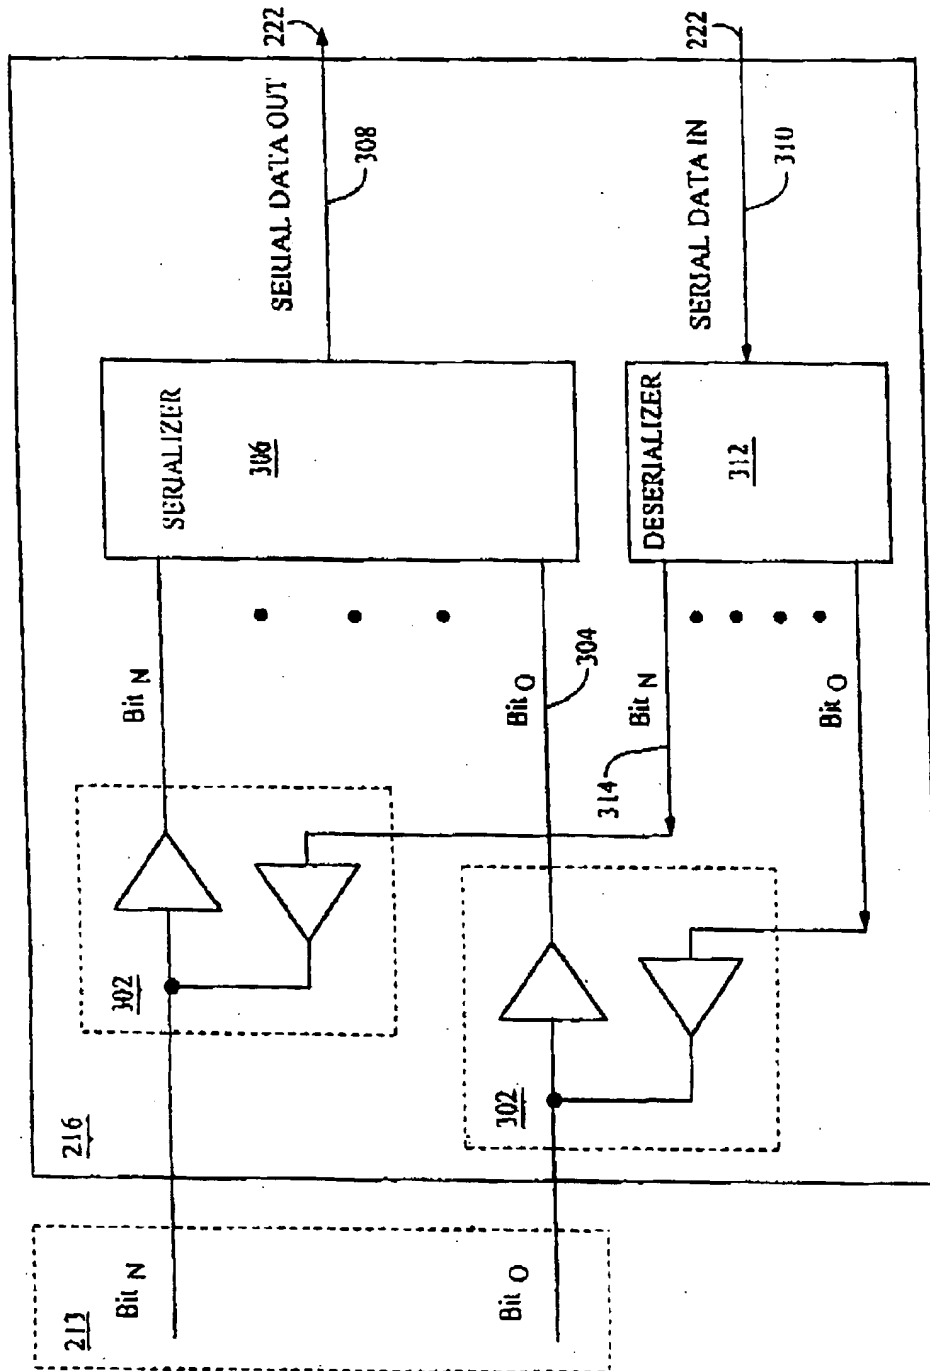 213
Bit N
Bit O
216
302
302
Bit N
Bit O
304
314
Bit N
Bit O
SERIALIZER
306
DESERIALIZER
312
SERIAL DATA OUT
308
222
SERIAL DATA IN
310
222